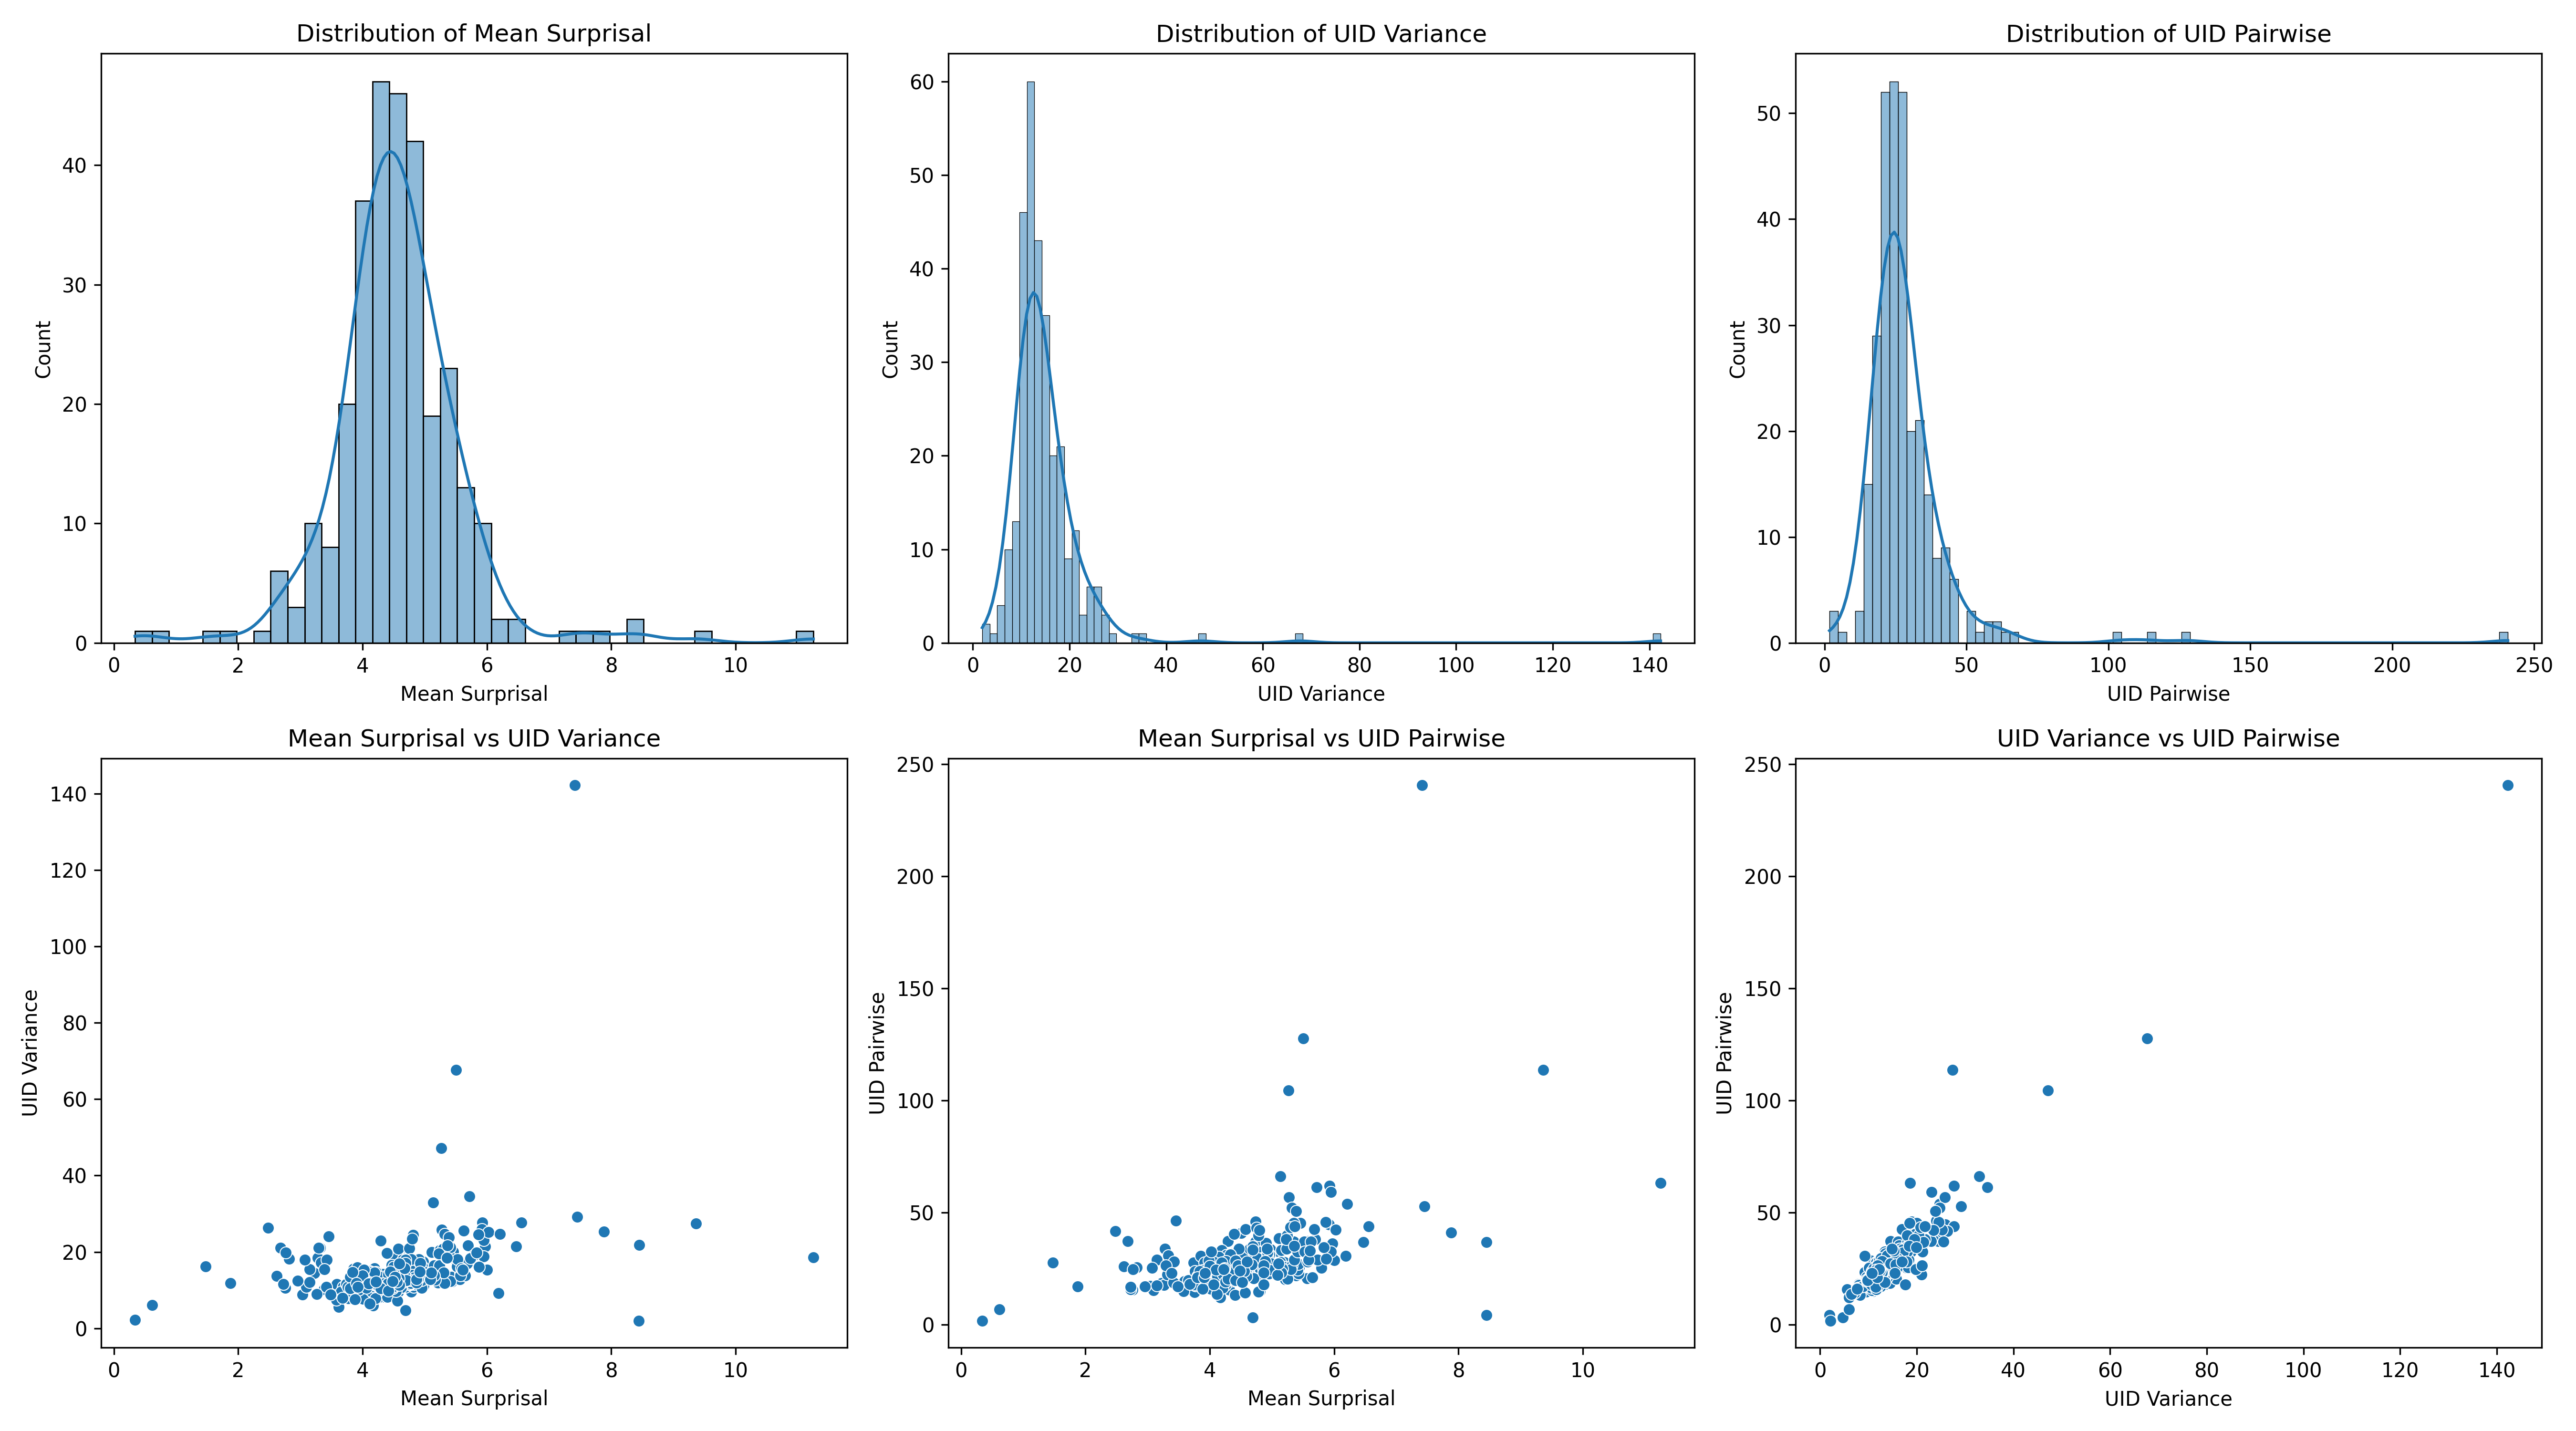 Distribution of Mean Surprisal
Count
40
30
20
10
0
0 2 4 6 8 10
Mean Surprisal
Distribution of UID Variance
Count
60
50
40
30
20
10
0
0 20 40 60 80 100 120 140
UID Variance
Distribution of UID Pairwise
Count
50
40
30
20
10
0
0 50 100 150 200 250
UID Pairwise
Mean Surprisal vs UID Variance
UID Variance
140
120
100
80
60
40
20
0
0 2 4 6 8 10
Mean Surprisal
Mean Surprisal vs UID Pairwise
UID Pairwise
250
200
150
100
50
0
0 2 4 6 8 10
Mean Surprisal
UID Variance vs UID Pairwise
UID Pairwise
250
200
150
100
50
0
0 20 40 60 80 100 120 140
UID Variance